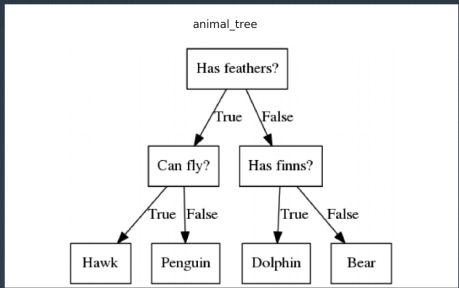 animal_tree
Has feathers?
True False
Can fly? Has finns?
True False True False
Hawk Penguin Dolphin Bear